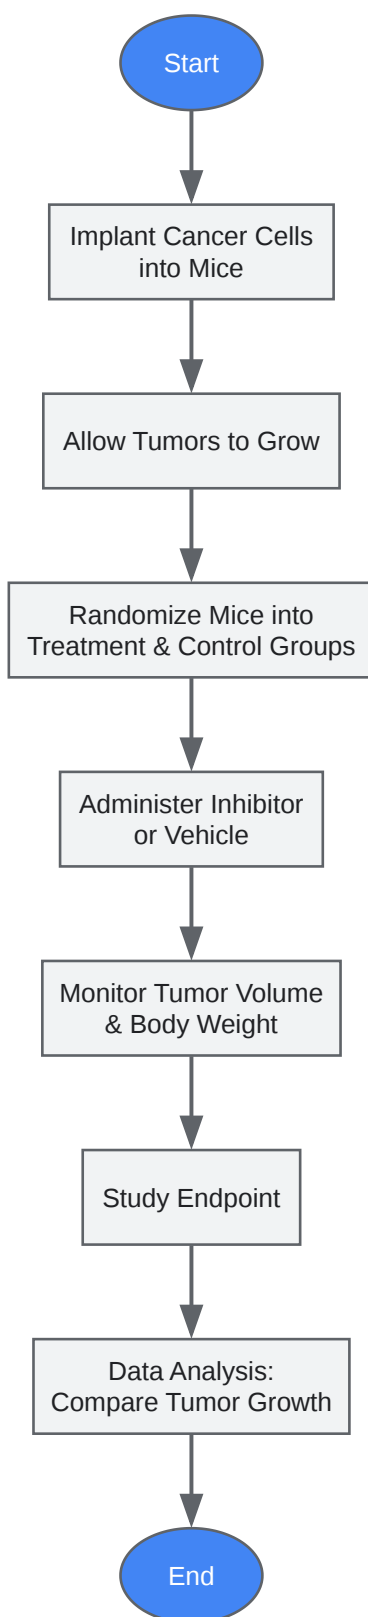 Start
Implant Cancer Cells
into Mice
Allow Tumors to Grow
Randomize Mice into
Treatment & Control Groups
Administer Inhibitor
or Vehicle
Monitor Tumor Volume
& Body Weight
Study Endpoint
Data Analysis:
Compare Tumor Growth
End